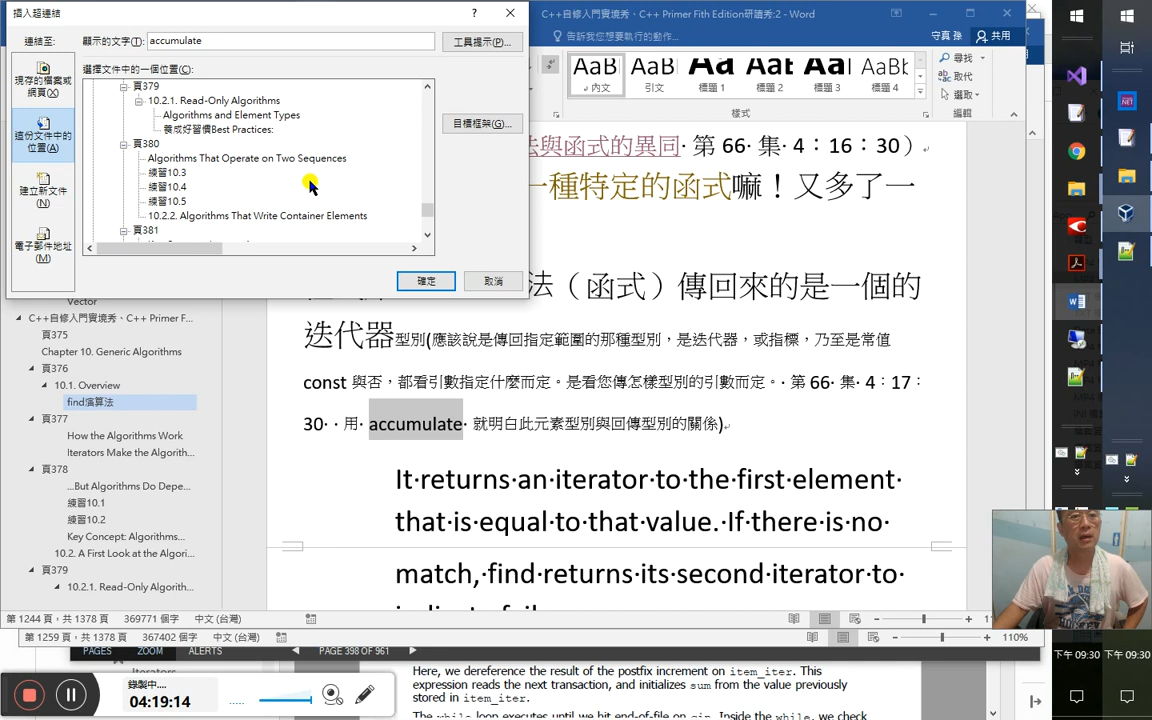 插入超連結
?
連結至:
顯示的文字(T): accumulate
工具提示(P)...
選擇文件中的一個位置(C):
現存的檔案或網頁(X)
這份文件中的位置(A)
建立新文件(N)
電子郵件地址(M)
頁379
10.2.1. Read-Only Algorithms
Algorithms and Element Types
養成好習慣Best Practices:
頁380
Algorithms That Operate on Two Sequences
練習10.3
練習10.4
練習10.5
10.2.2. Algorithms That Write Container Elements
頁381
目標框架(G)...
確定
取消
C++自修入門實境秀、C++ Primer Fith Edition研讀秀:2 - Word
告訴我您想要執行的動作...
守真 孫
共用
AaB AaBb Aa AaB AaI AaBb
內文 引文 標題 1 標題 2 標題 3 標題 4
樣式
尋找
取代
選取
編輯
Vector
C++自修入門實境秀、C++ Primer F...
頁375
Chapter 10. Generic Algorithms
頁376
10.1. Overview
find演算法
頁377
How the Algorithms Work
Iterators Make the Algorith...
頁378
...But Algorithms Do Depe...
練習10.1
練習10.2
Key Concept: Algorithms...
10.2. A First Look at the Algori...
頁379
10.2.1. Read-Only Algorith...
法與函式的異同· 第 66· 集· 4：16：30）
一種特定的函式嘛！又多了一
法（函式）傳回來的是一個的
迭代器型別(應該說是傳回指定範圍的那種型別，是迭代器，或指標，乃至是常值
const 與否，都看引數指定什麼而定。是看您傳怎樣型別的引數而定。· 第 66· 集· 4：17：
30· · 用· accumulate· 就明白此元素型別與回傳型別的關係)
It·returns·an·iterator·to·the·first·element·
that·is·equal·to·that·value.·If·there·is·no·
match,·find·returns·its·second·iterator·to·
第 1244 頁，共 1378 頁 369771 個字 中文 (台灣)
第 1259 頁，共 1378 頁 367402 個字 中文 (台灣)
110%
PAGES ZOOM ALERTS PAGE 398 OF 961
Here, we dereference the result of the postfix increment on item_iter. This
expression reads the next transaction, and initializes sum from the value previously
stored in item_iter.
The while loop executes until we hit end-of-file on cin. Inside the while, we check
錄製中....
04:19:14
下午 09:30 下午 09:30